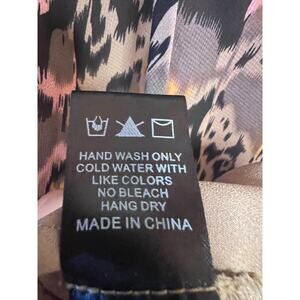 HAND WASH ONLY
COLD WATER WITH
LIKE COLORS
NO BLEACH
HANG DRY
MADE IN CHINA